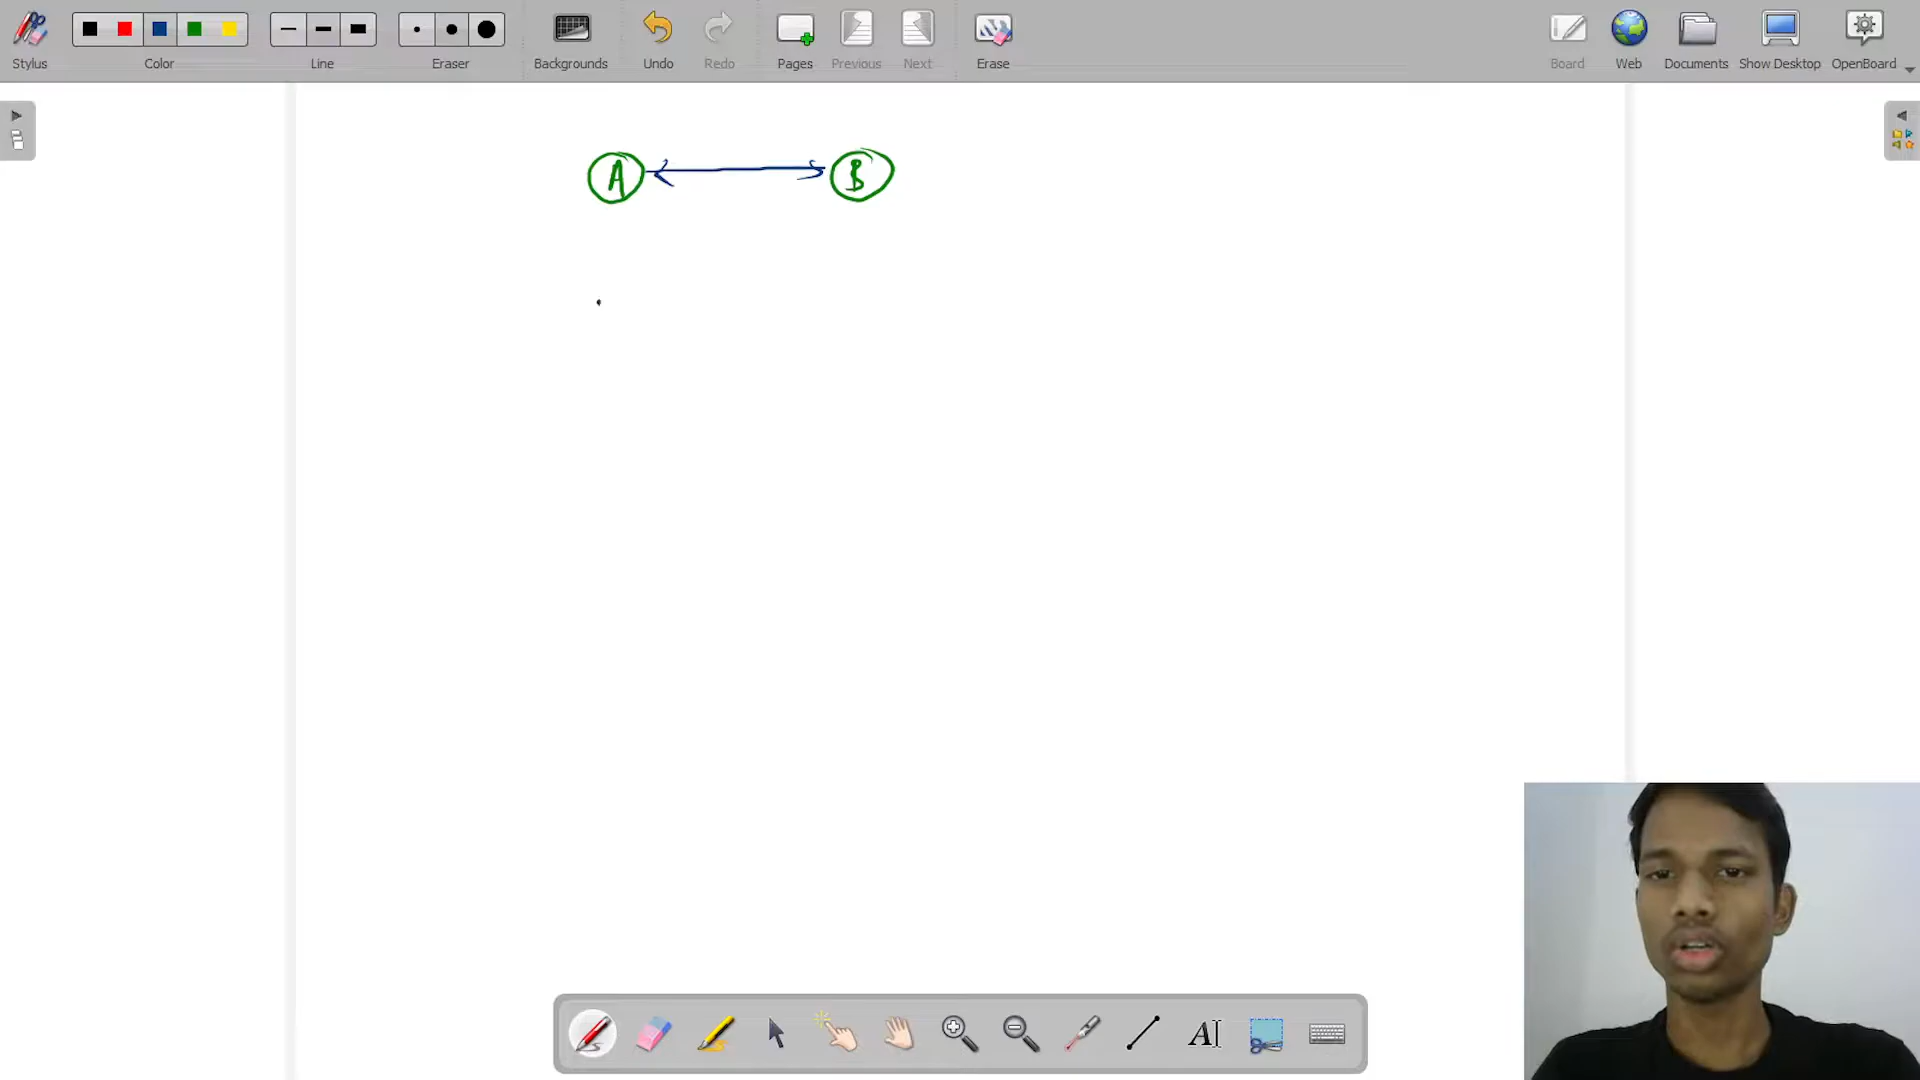 Stylus
Color
Line
Eraser
Backgrounds
Undo
Redo
Pages
Previous
Next
Erase
Board
Web
Documents
Show Desktop
OpenBoard
A
B
A